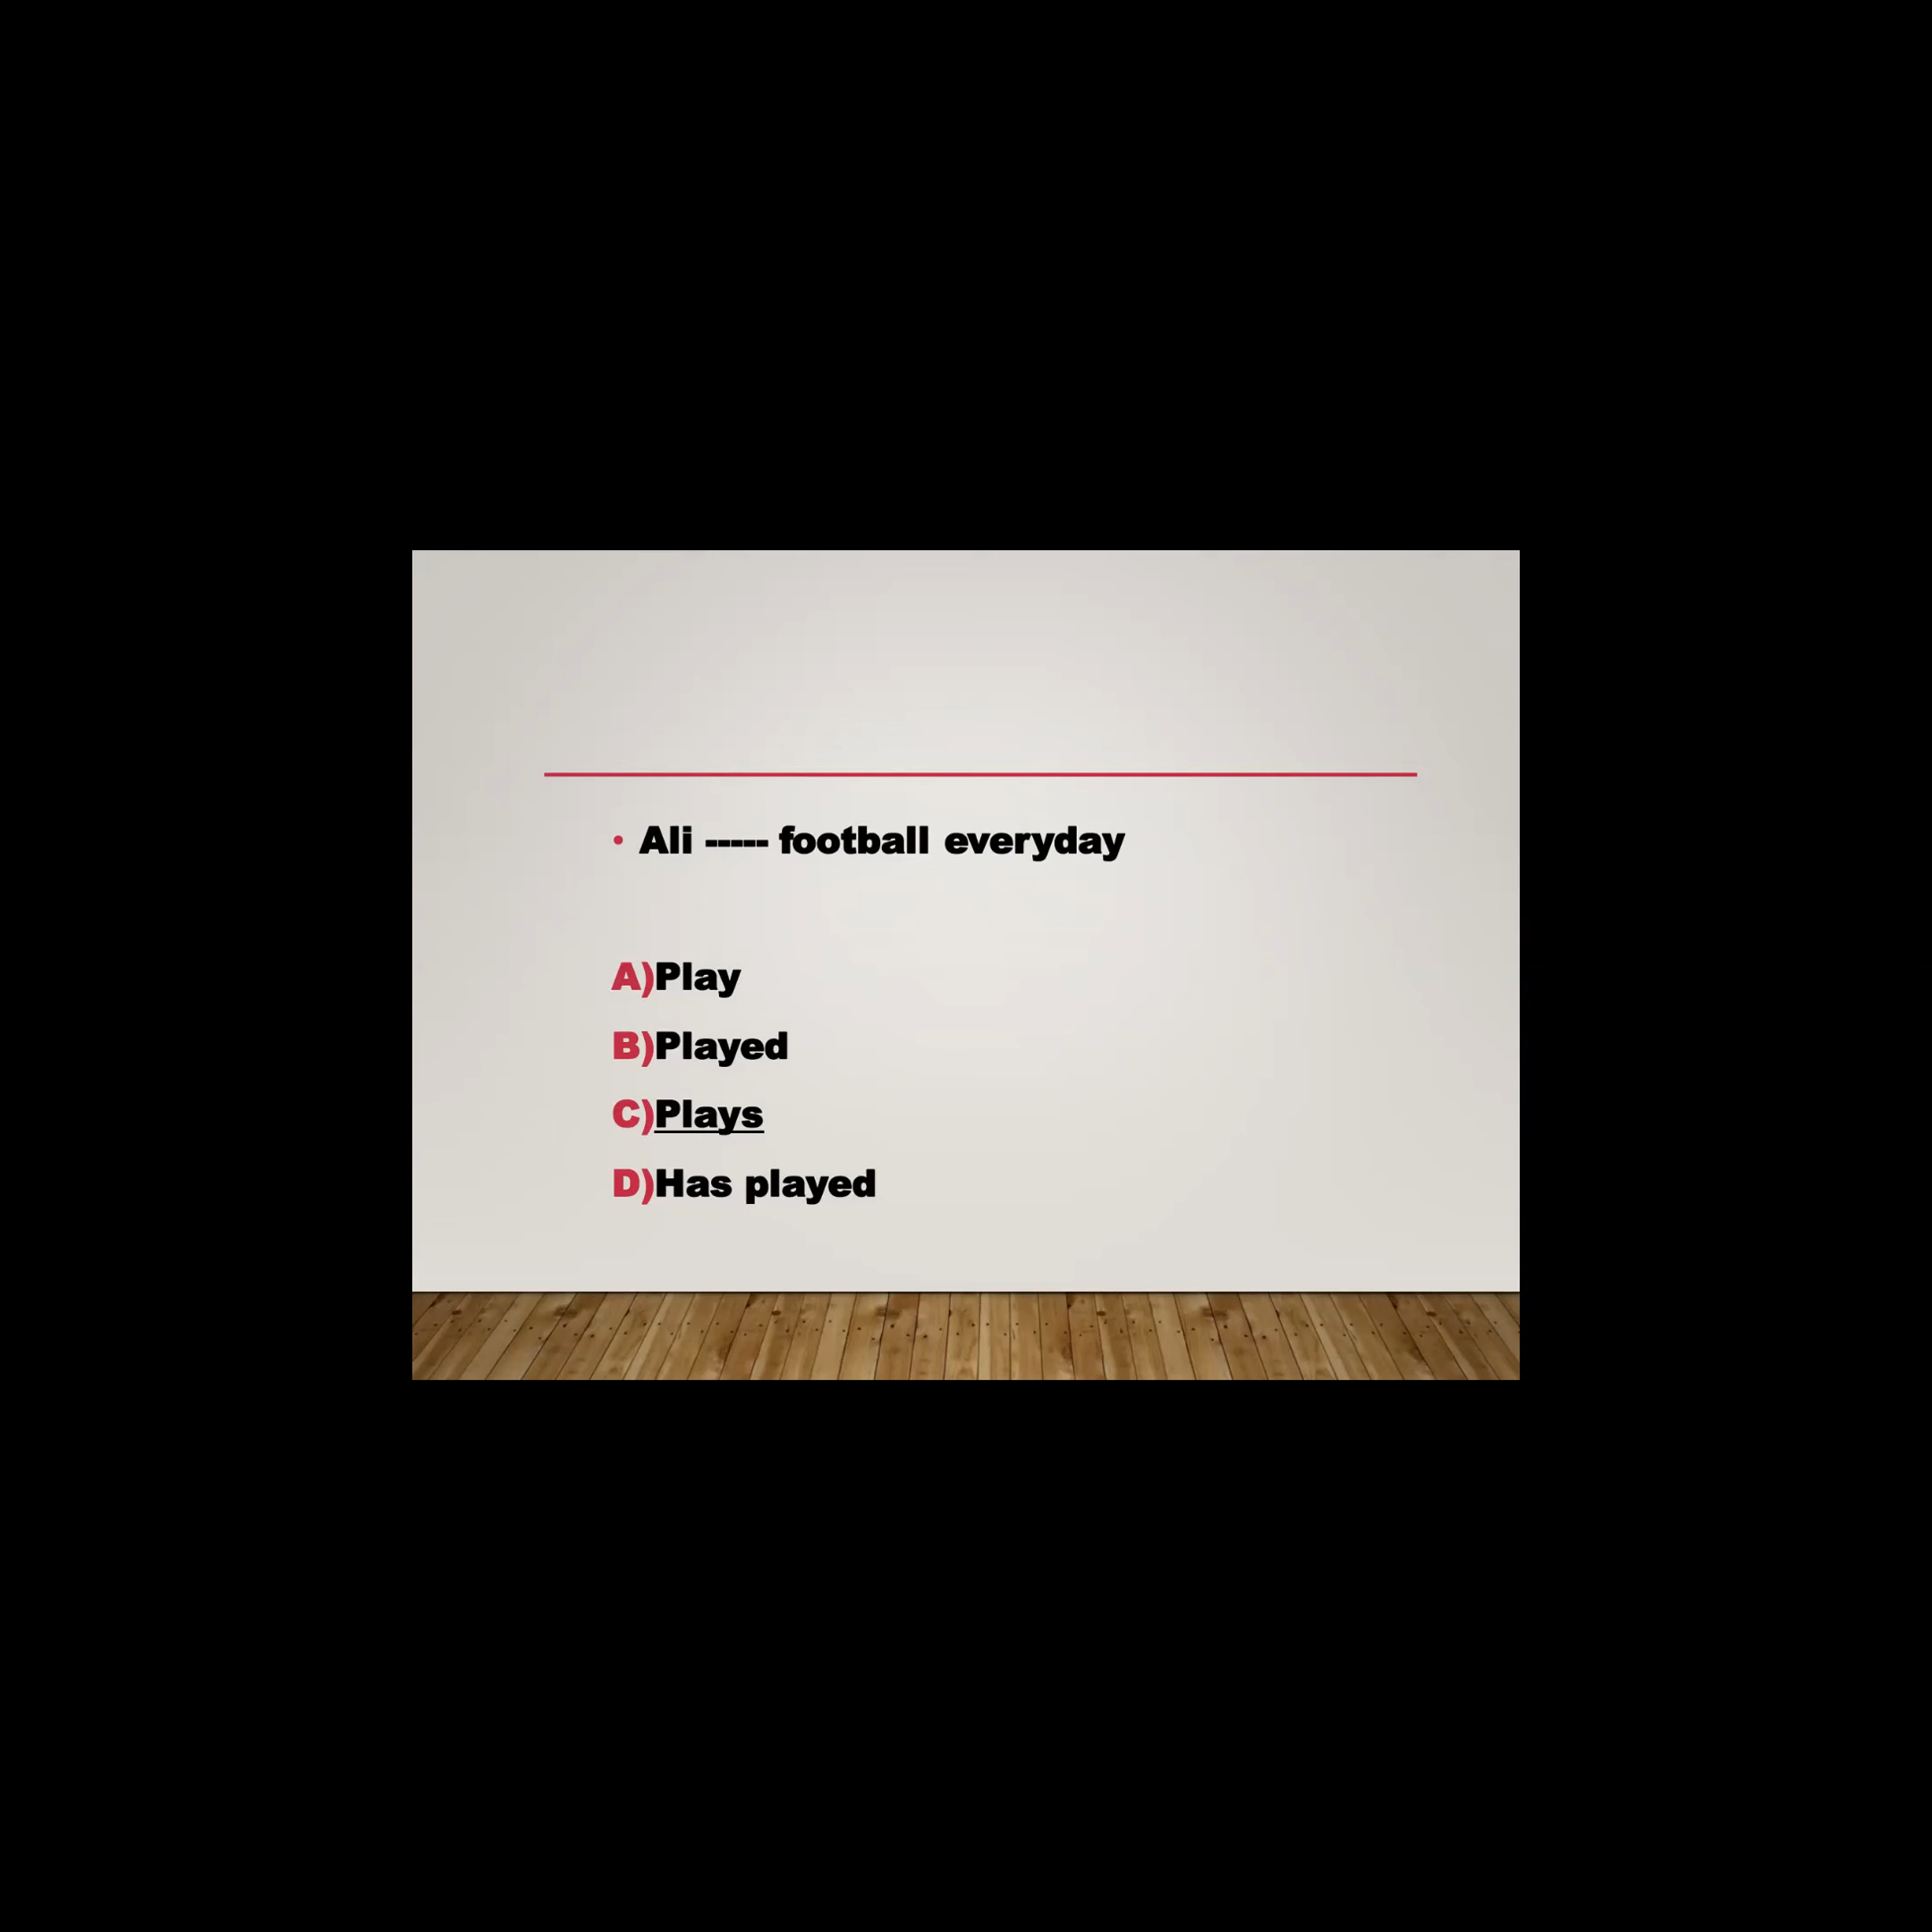 • Ali ----- football everyday
A)Play
B)Played
C)Plays
D)Has played